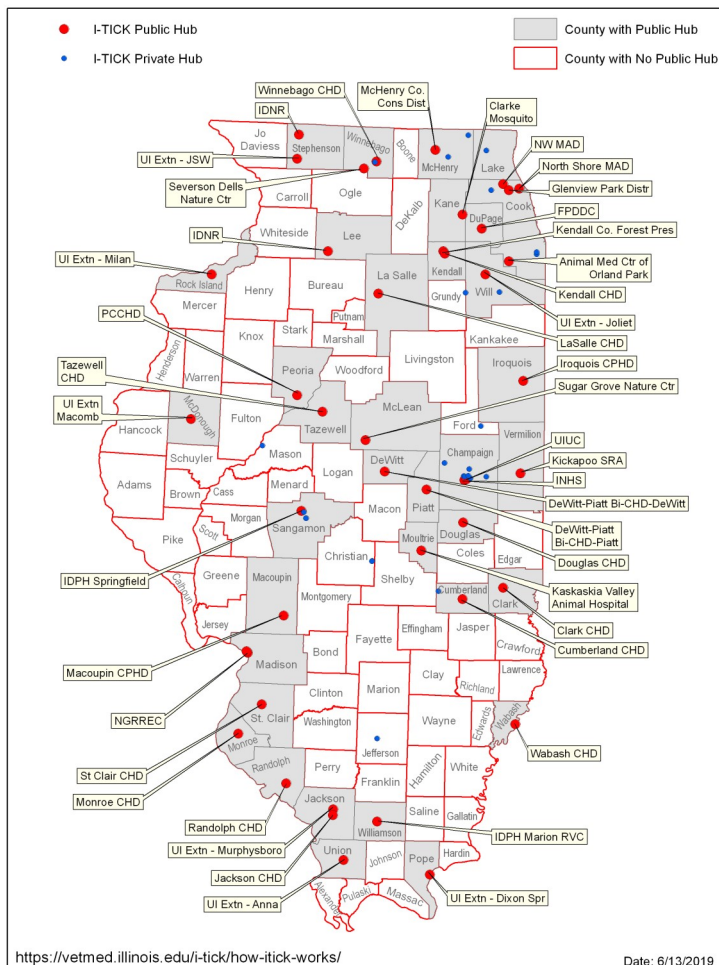 I-TICK Public Hub
I-TICK Private Hub
County with Public Hub
County with No Public Hub
Winnebago CHD
McHenry Co.
Cons Dist
Clarke
Mosquito
IDNR
NW MAD
UI Extn - JSW
North Shore MAD
Severson Dells
Nature Ctr
Glenview Park Distr
FPDDC
IDNR
Kendall Co. Forest Pres
UI Extn - Milan
Animal Med Ctr of
Orland Park
Kendall CHD
PCCHD
UI Extn - Joliet
LaSalle CHD
Tazewell
CHD
Iroquois CPHD
UI Extn
Macomb
Sugar Grove Nature Ctr
UIUC
Kickapoo SRA
INHS
DeWitt-Piatt Bi-CHD-DeWitt
DeWitt-Piatt
Bi-CHD-Piatt
Douglas CHD
IDPH Springfield
Kaskaskia Valley
Animal Hospital
Clark CHD
Cumberland CHD
Macoupin CPHD
NGRREC
Wabash CHD
St Clair CHD
Monroe CHD
Randolph CHD
IDPH Marion RVC
UI Extn - Murphysboro
Jackson CHD
UI Extn - Anna
UI Extn - Dixon Spr
Jo
Daviess
Stephenson
Winnebago
Boone
McHenry
Lake
Carroll
Ogle
DeKalb
Kane
Cook
DuPage
Whiteside
Lee
Kendall
Will
Rock Island
Henry
Bureau
La Salle
Grundy
Mercer
Putnam
Kankakee
Knox
Stark
Marshall
Livingston
Henderson
Warren
Peoria
Woodford
Iroquois
McDonough
Tazewell
McLean
Ford
Hancock
Fulton
Mason
Vermilion
Champaign
Schuyler
Logan
DeWitt
Adams
Brown
Cass
Menard
Piatt
Macon
Morgan
Sangamon
Douglas
Pike
Scott
Moultrie
Coles
Edgar
Christian
Greene
Shelby
Macoupin
Calhoun
Montgomery
Cumberland
Clark
Jersey
Fayette
Effingham
Jasper
Crawford
Bond
Madison
Clay
Richland
Lawrence
Clinton
Marion
St. Clair
Washington
Wayne
Edwards
Wabash
Monroe
Jefferson
Randolph
Perry
Hamilton
White
Franklin
Jackson
Saline
Gallatin
Williamson
Union
Johnson
Pope
Hardin
Alexander
Pulaski
Massac
https://vetmed.illinois.edu/i-tick/how-itick-works/
Date: 6/13/2019